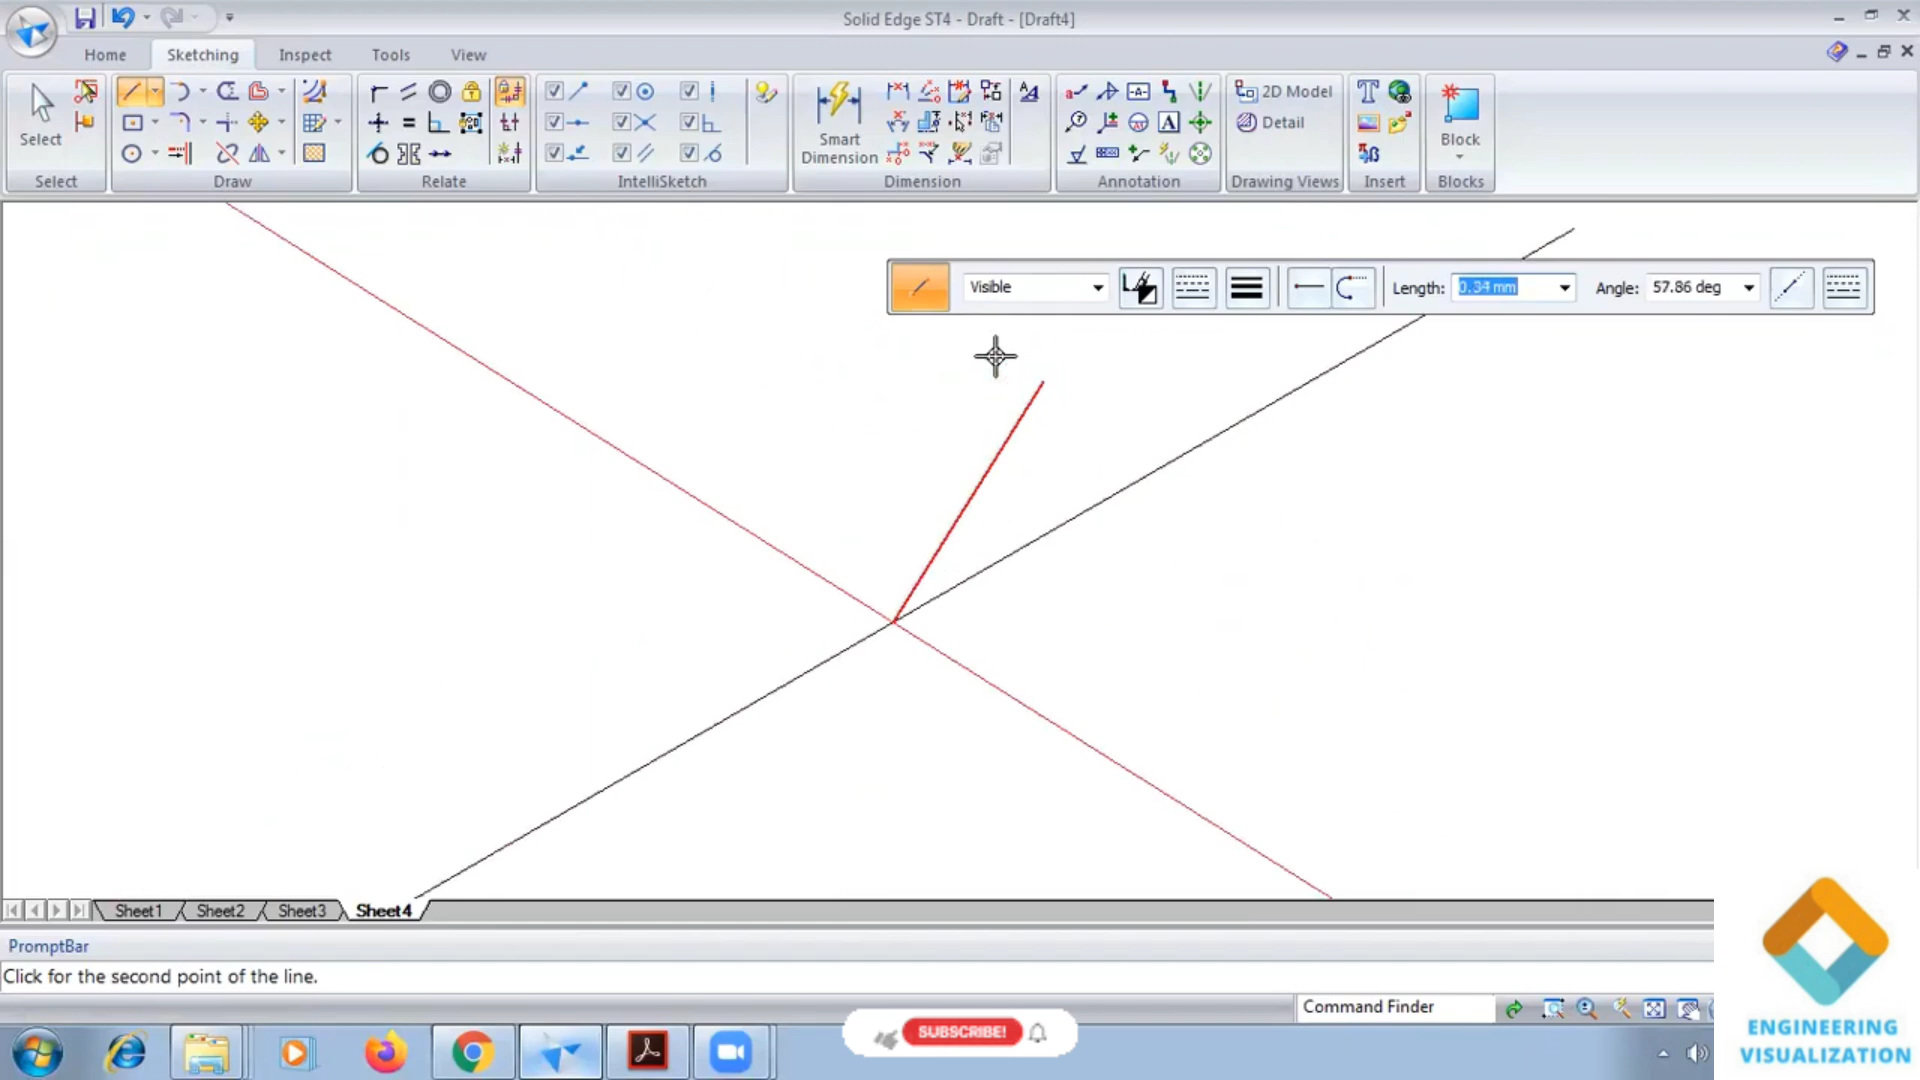 Solid Edge ST4 - Draft - [Draft4]
Home Sketching Inspect Tools View
Select
Smart
Dimension
2D Model
Detail
Block
Select Draw Relate IntelliSketch Dimension Annotation Drawing Views Insert Blocks
Visible Length: 0.34 mm Angle: 57.86 deg
Sheet1 Sheet2 Sheet3 Sheet4
PromptBar
Click for the second point of the line.
Command Finder
SUBSCRIBE!
ENGINEERING
VISUALIZATION